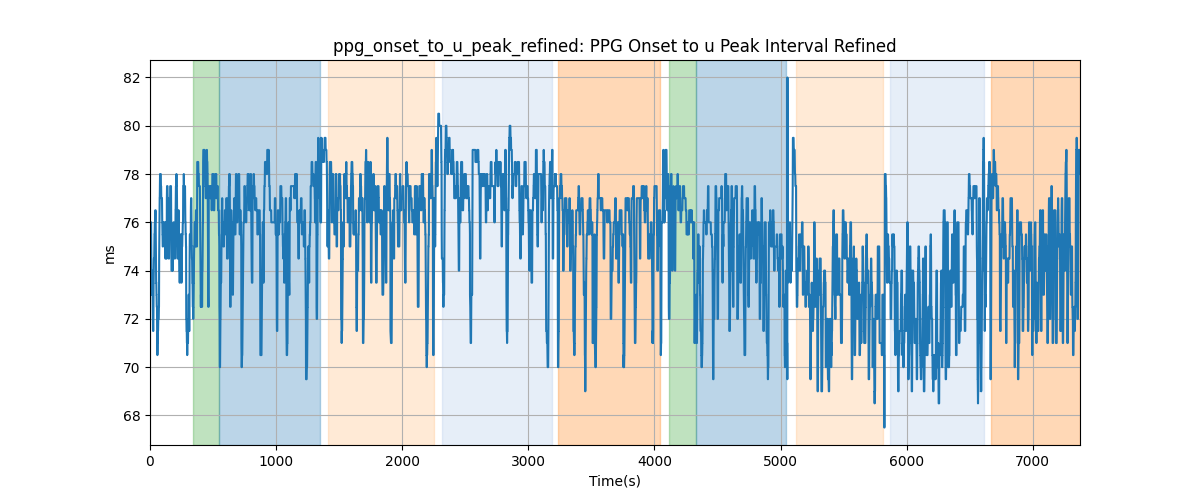 ppg_onset_to_u_peak_refined: PPG Onset to u Peak Interval Refined
82
80
78
76
74
72
70
68
ms
0 1000 2000 3000 4000 5000 6000 7000
Time(s)